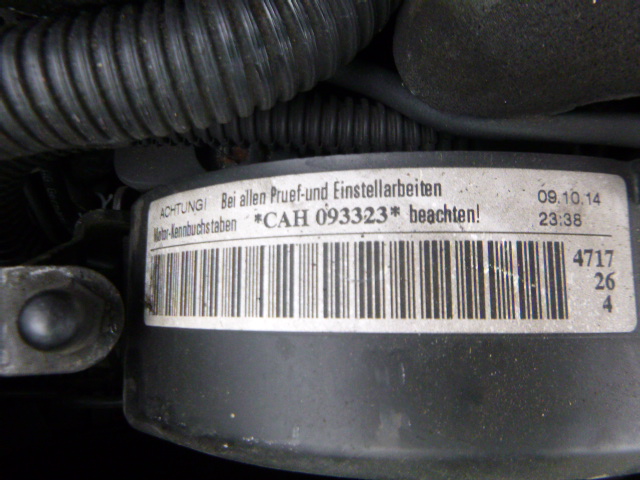 ACHTUNG! Bei allen Pruef-und Einstellarbeiten
Motor-Kennbuchstaben *CAH 093323* beachten!
09.10.14
23:38
4717
26
4